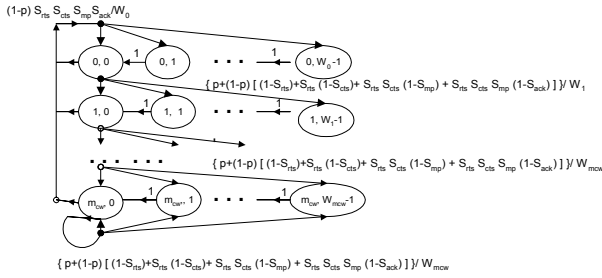 (1-p) S_rts S_cts S_mp S_ack/W_0
0, 0 1 0, 1 1 0, W_0-1
{ p+(1-p) [ (1-S_rts)+S_rts (1-S_cts)+ S_rts S_cts (1-S_mp) + S_rts S_cts S_mp (1-S_ack) ] }/ W_1
1, 0 1 1, 1 1 1, W_1-1
{ p+(1-p) [ (1-S_rts)+S_rts (1-S_cts)+ S_rts S_cts (1-S_mp) + S_rts S_cts S_mp (1-S_ack) ] }/ W_mcw
m_cw, 0 1 m_cw,, 1 1 m_cw, W_mcw-1
{ p+(1-p) [ (1-S_rts)+S_rts (1-S_cts)+ S_rts S_cts (1-S_mp) + S_rts S_cts S_mp (1-S_ack) ] }/ W_mcw